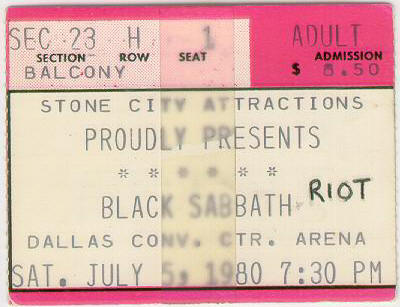 SEC 23 H 1 ADULT
SECTION ROW SEAT ADMISSION
BALCONY $ 8.50
STONE CITY ATTRACTIONS
PROUDLY PRESENTS
* * * * * *
BLACK SABBATH RIOT
DALLAS CONV. CTR. ARENA
SAT. JULY 5, 1980 7:30 PM